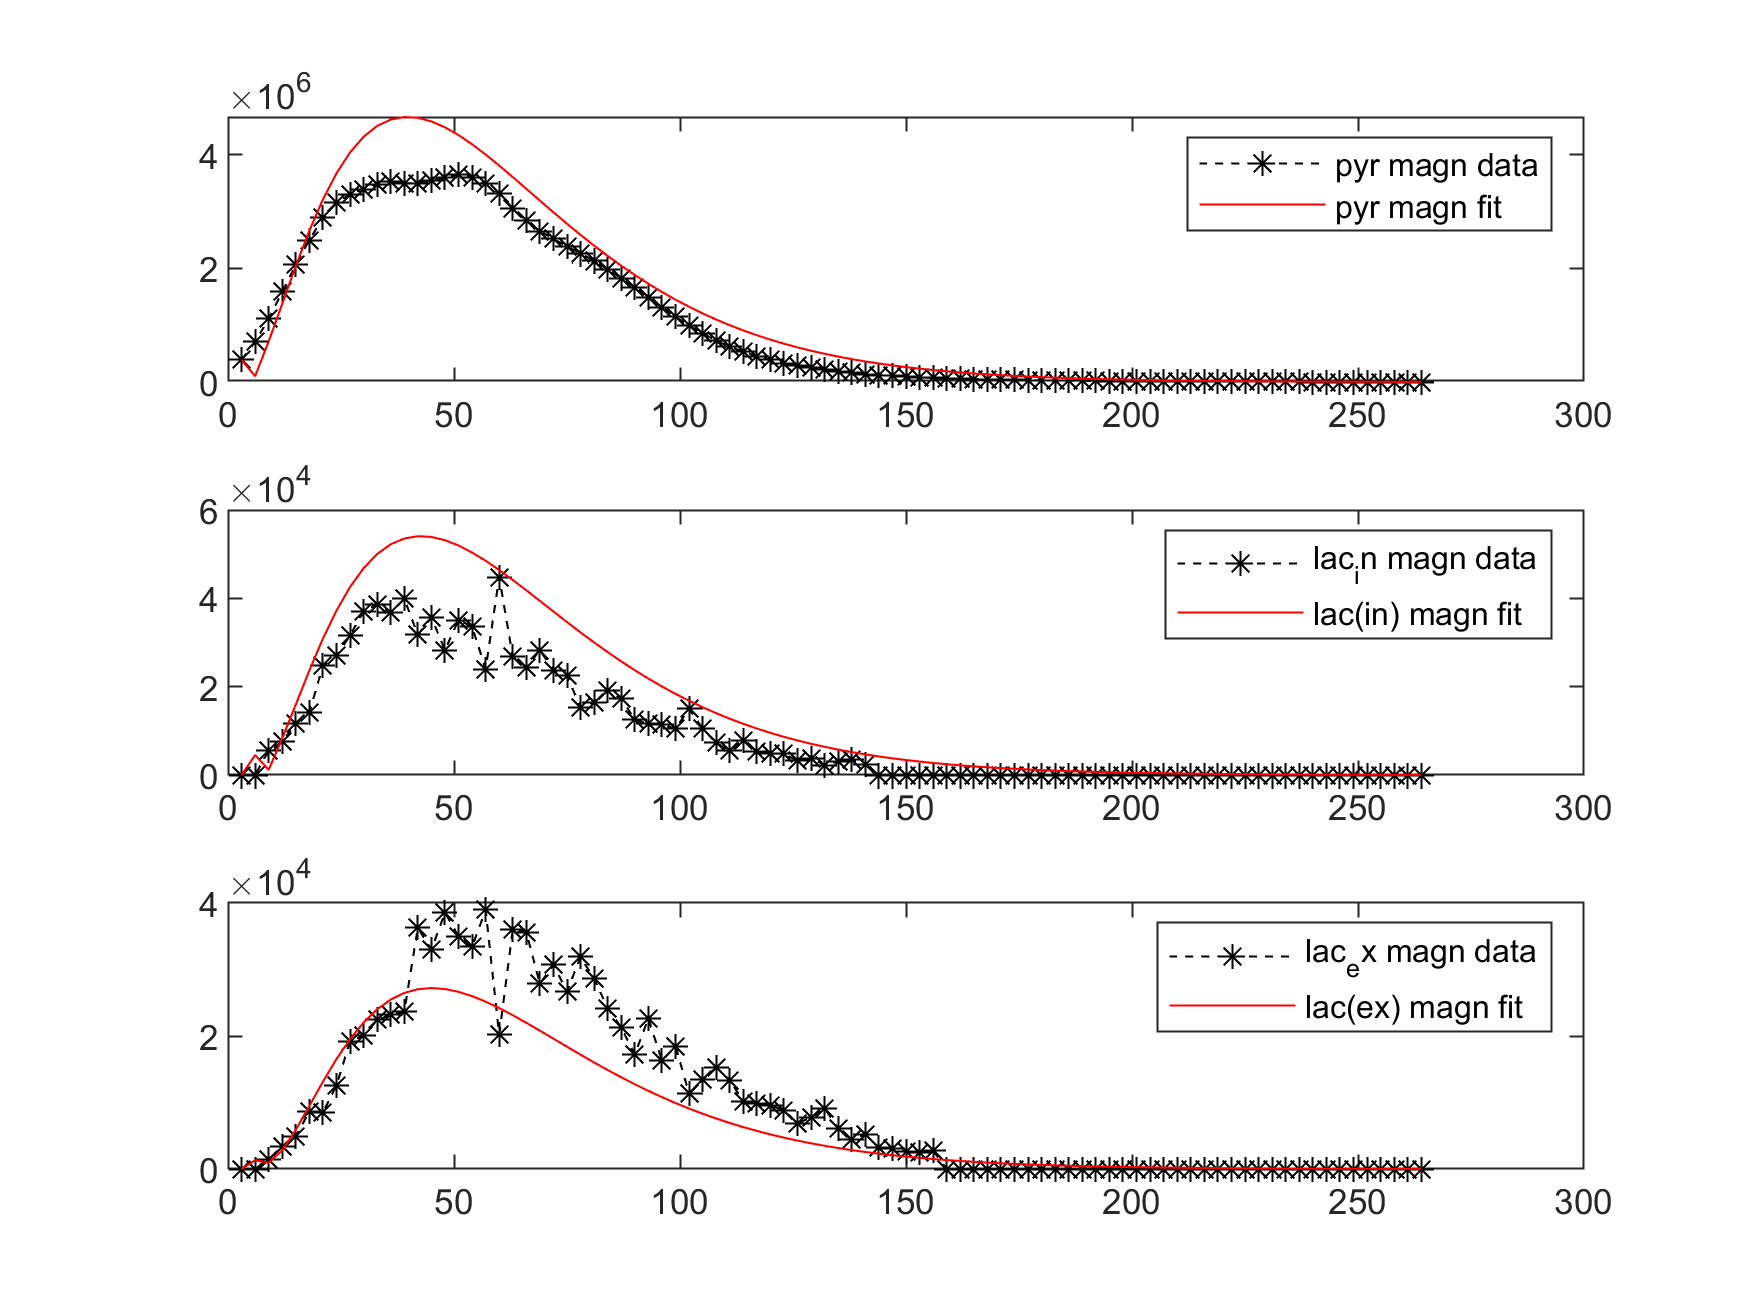 ×10^6
4
2
0
0 50 100 150 200 250 300
pyr magn data
pyr magn fit
×10^4
6
4
2
0
0 50 100 150 200 250 300
lac_in magn data
lac(in) magn fit
×10^4
4
2
0
0 50 100 150 200 250 300
lac_ex magn data
lac(ex) magn fit